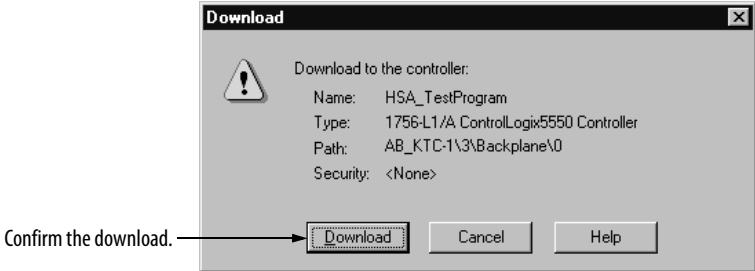 Download
Download to the controller:
Name: HSA_TestProgram
Type: 1756-L1/A ControlLogix5550 Controller
Path: AB_KTC-1\3\Backplane\0
Security: <None>
Confirm the download.
Download Cancel Help